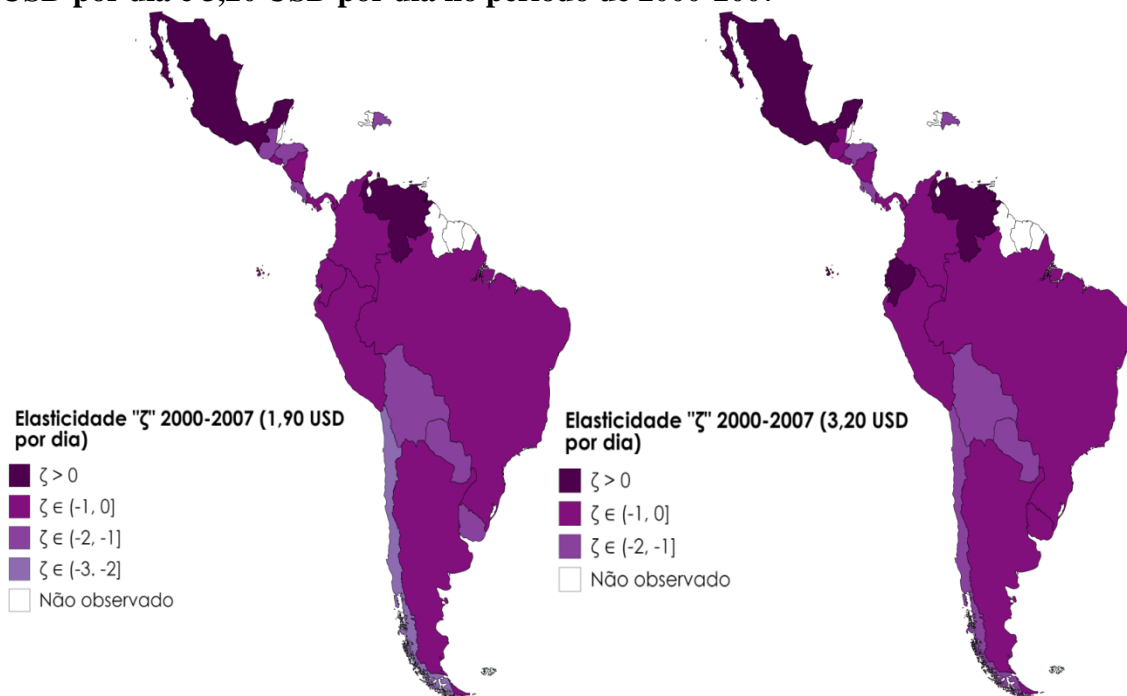 USD por dia e 3,20 USD por dia no período de 2000-2007
Elasticidade "ζ" 2000-2007 (1,90 USD
por dia)
ζ > 0
ζ ∈ (-1, 0]
ζ ∈ (-2, -1]
ζ ∈ (-3. -2]
Não observado
Elasticidade "ζ" 2000-2007 (3,20 USD
por dia)
ζ > 0
ζ ∈ (-1, 0]
ζ ∈ (-2, -1]
Não observado